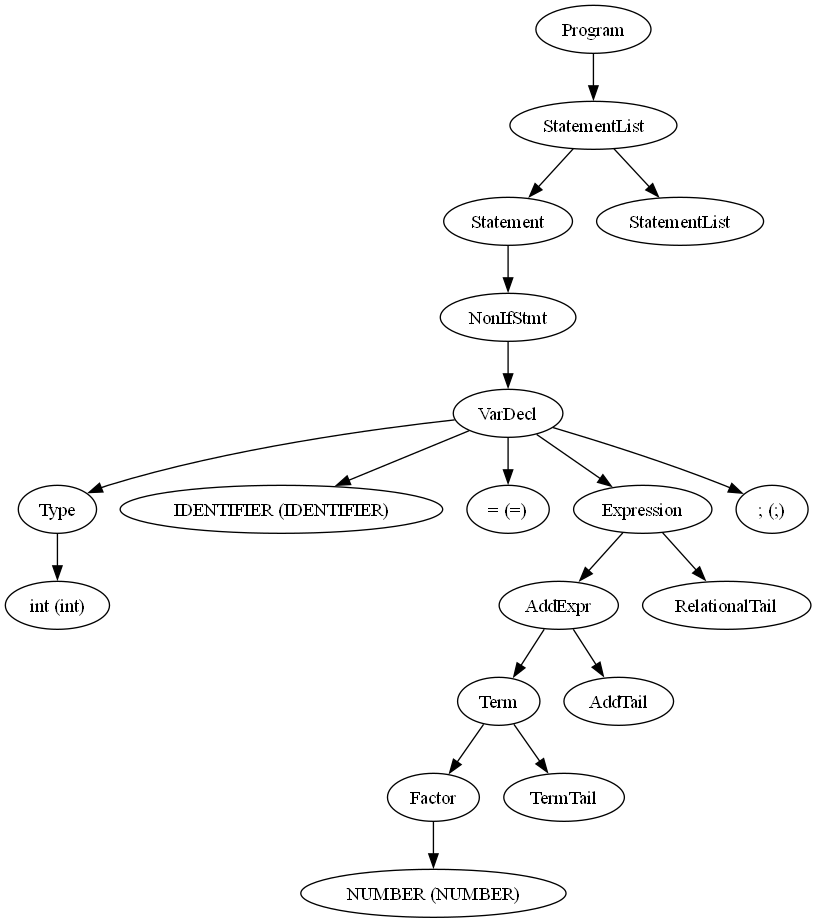 Program
StatementList
Statement
StatementList
NonIfStmt
VarDecl
Type
IDENTIFIER (IDENTIFIER)
= (=)
Expression
; (;)
int (int)
AddExpr
RelationalTail
Term
AddTail
Factor
TermTail
NUMBER (NUMBER)